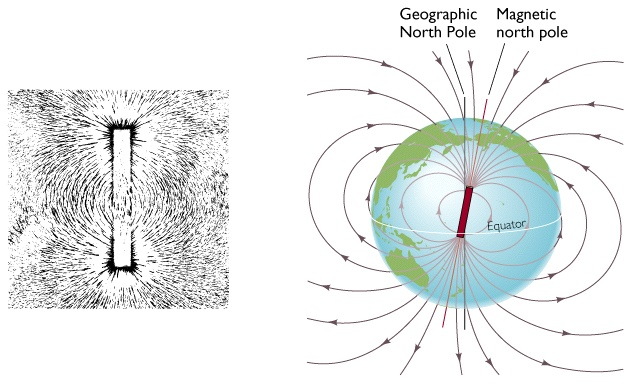 Geographic
North Pole
Magnetic
north pole
Equator